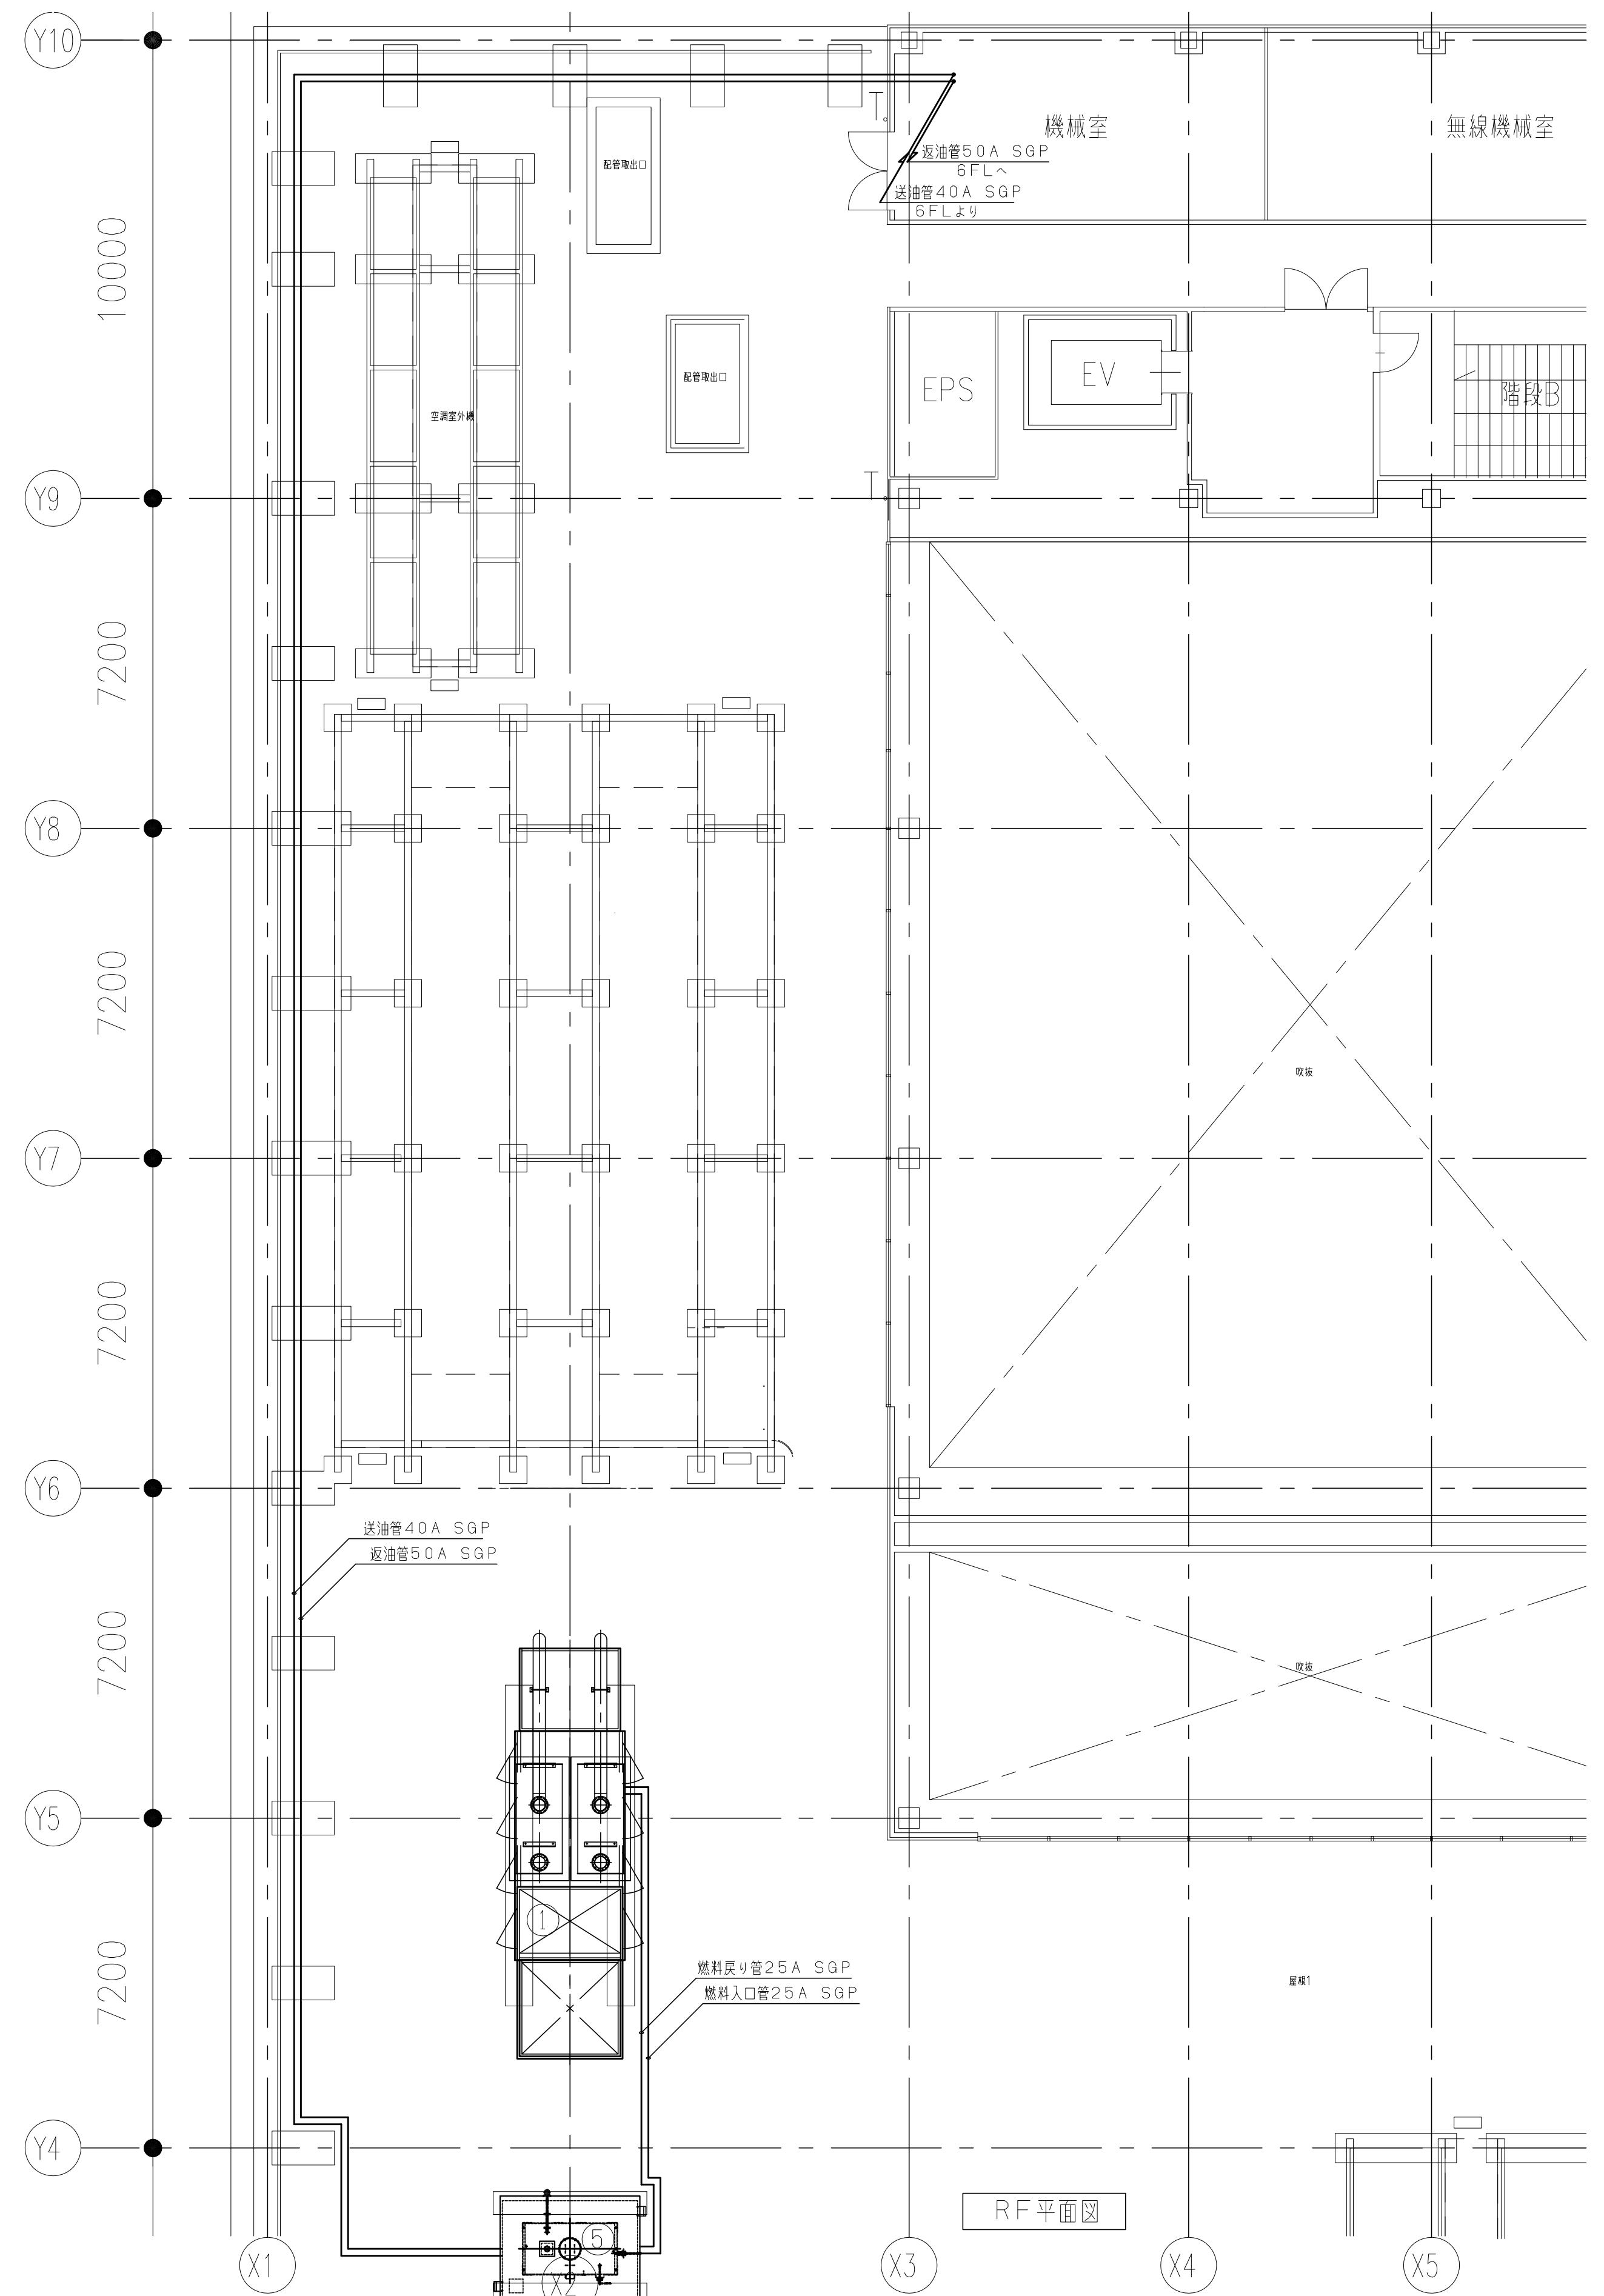 Y10
機械室
無線機械室
返油管50A SGP
6FLへ
送油管40A SGP
6FLより
配管取出口
10000
配管取出口
EPS
EV
階段B
空調室外機
Y9
7200
Y8
7200
吹抜
Y7
7200
Y6
送油管40A SGP
返油管50A SGP
7200
吹抜
Y5
1
燃料戻り管25A SGP
燃料入口管25A SGP
屋根1
7200
Y4
RF平面図
5
X1
X2
X3
X4
X5